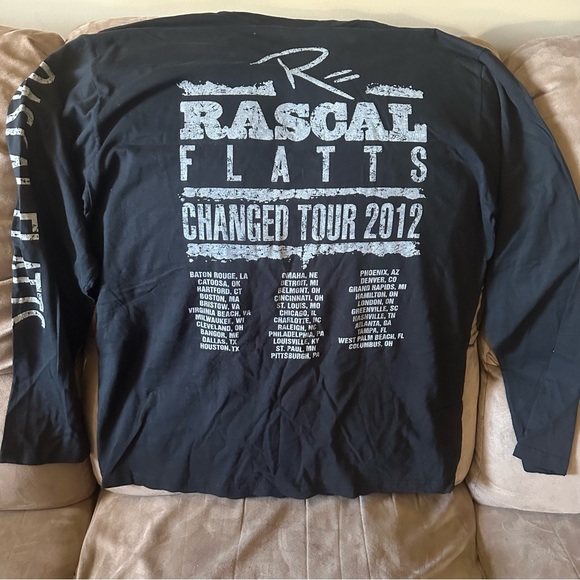 RF
RASCAL
FLATTS
CHANGED TOUR 2012
BATON ROUGE, LA
CATOOSA, OK
HARTFORD, CT
BOSTON, MA
BRISTOW, VA
VIRGINIA BEACH, VA
MILWAUKEE, WI
CLEVELAND, OH
BANGOR, ME
DALLAS, TX
HOUSTON, TX
OMAHA, NE
DETROIT, MI
BELMONT, OH
CINCINNATI, OH
ST. LOUIS, MO
CHICAGO, IL
CHARLOTTE, NC
RALEIGH, NC
PHILADELPHIA, PA
LOUISVILLE, KY
ST. PAUL, MN
PITTSBURGH, PA
PHOENIX, AZ
DENVER, CO
GRAND RAPIDS, MI
HAMILTON, ON
LONDON, ON
GREENVILLE, SC
NASHVILLE, TN
ATLANTA, GA
TAMPA, FL
WEST PALM BEACH, FL
COLUMBUS, OH
RASCAL FLATTS